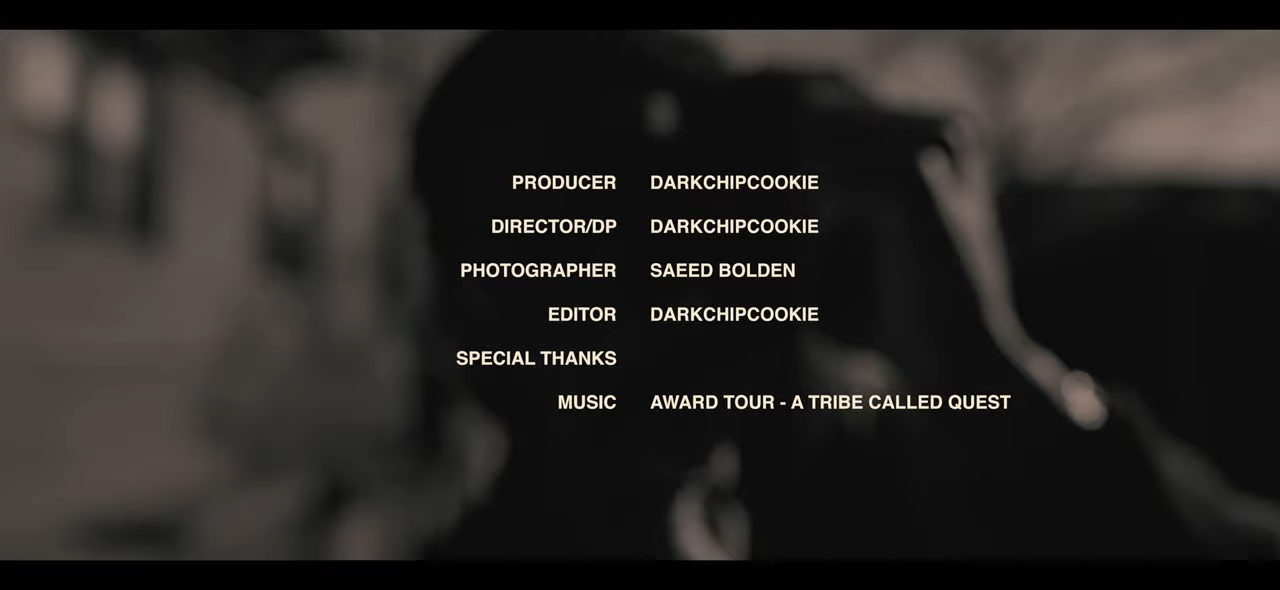 PRODUCER DARKCHIPCOOKIE
DIRECTOR/DP DARKCHIPCOOKIE
PHOTOGRAPHER SAEED BOLDEN
EDITOR DARKCHIPCOOKIE
SPECIAL THANKS
MUSIC AWARD TOUR - A TRIBE CALLED QUEST